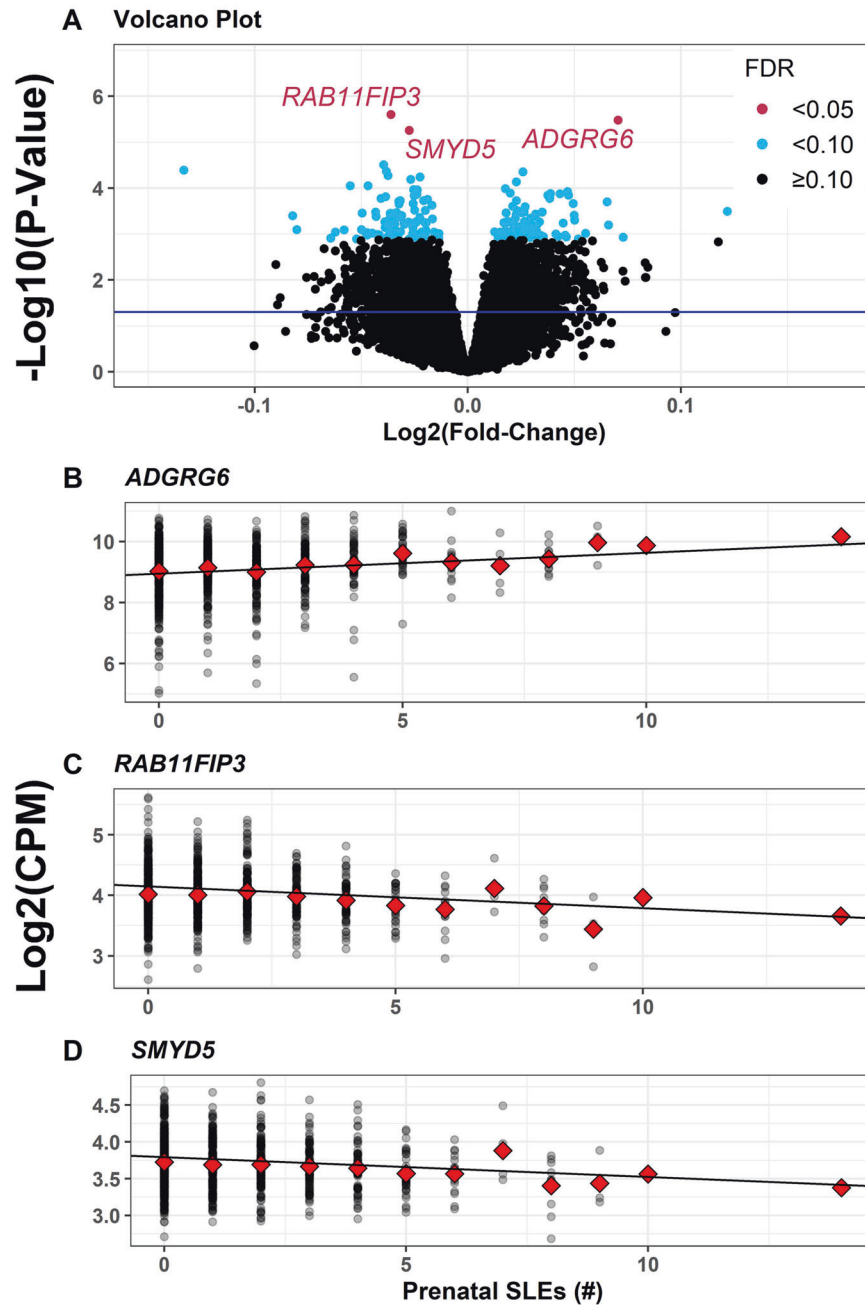 A Volcano Plot
-Log10(P-Value)
6
4
2
0
RAB11FIP3
SMYD5
ADGRG6
FDR
<0.05
<0.10
≥0.10
-0.1 0.0 0.1
Log2(Fold-Change)
B ADGRG6
10
8
6
0 5 10
Log2(CPM)
C RAB11FIP3
5
4
3
0 5 10
D SMYD5
4.5
4.0
3.5
3.0
0 5 10
Prenatal SLEs (#)